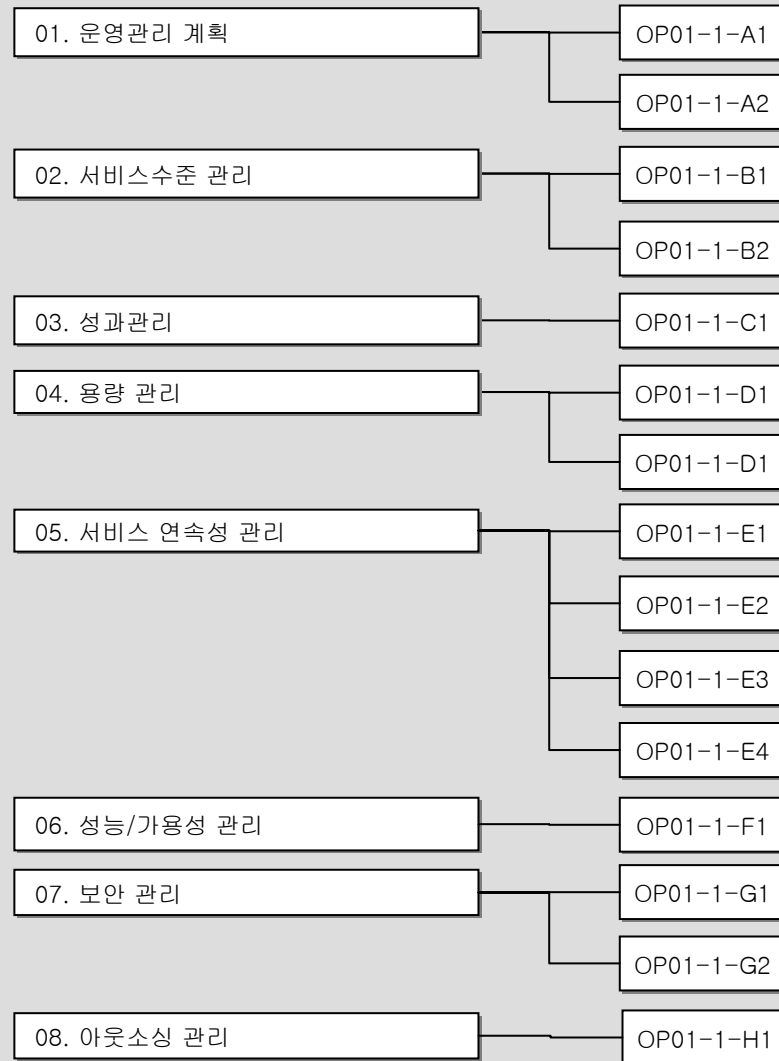 01. 운영관리 계획
OP01-1-A1
OP01-1-A2
02. 서비스수준 관리
OP01-1-B1
OP01-1-B2
03. 성과관리
OP01-1-C1
04. 용량 관리
OP01-1-D1
OP01-1-D1
05. 서비스 연속성 관리
OP01-1-E1
OP01-1-E2
OP01-1-E3
OP01-1-E4
06. 성능/가용성 관리
OP01-1-F1
07. 보안 관리
OP01-1-G1
OP01-1-G2
08. 아웃소싱 관리
OP01-1-H1